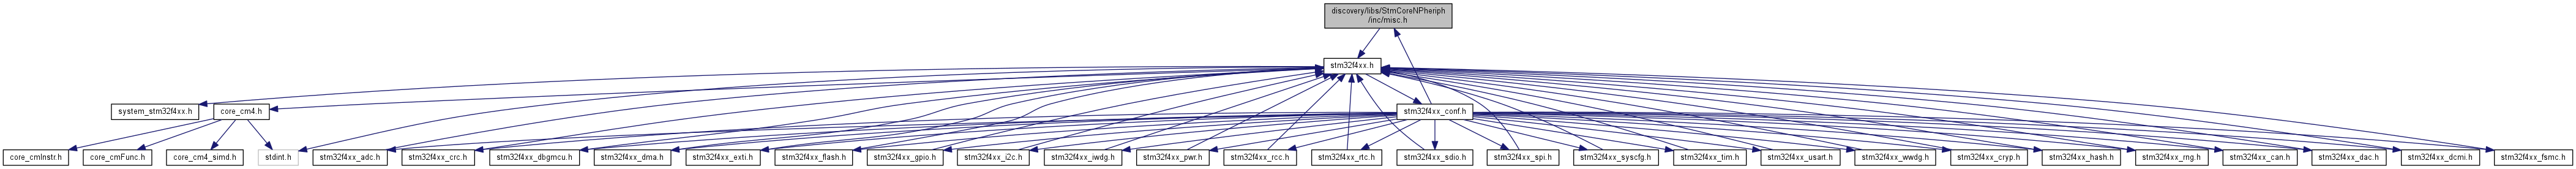 discovery/libs/StmCoreNPheriph
/inc/misc.h
stm32f4xx.h
system_stm32f4xx.h
core_cm4.h
stm32f4xx_conf.h
core_cmInstr.h
core_cmFunc.h
core_cm4_simd.h
stdint.h
stm32f4xx_adc.h
stm32f4xx_crc.h
stm32f4xx_dbgmcu.h
stm32f4xx_dma.h
stm32f4xx_exti.h
stm32f4xx_flash.h
stm32f4xx_gpio.h
stm32f4xx_i2c.h
stm32f4xx_iwdg.h
stm32f4xx_pwr.h
stm32f4xx_rcc.h
stm32f4xx_rtc.h
stm32f4xx_sdio.h
stm32f4xx_spi.h
stm32f4xx_syscfg.h
stm32f4xx_tim.h
stm32f4xx_usart.h
stm32f4xx_wwdg.h
stm32f4xx_cryp.h
stm32f4xx_hash.h
stm32f4xx_rng.h
stm32f4xx_can.h
stm32f4xx_dac.h
stm32f4xx_dcmi.h
stm32f4xx_fsmc.h